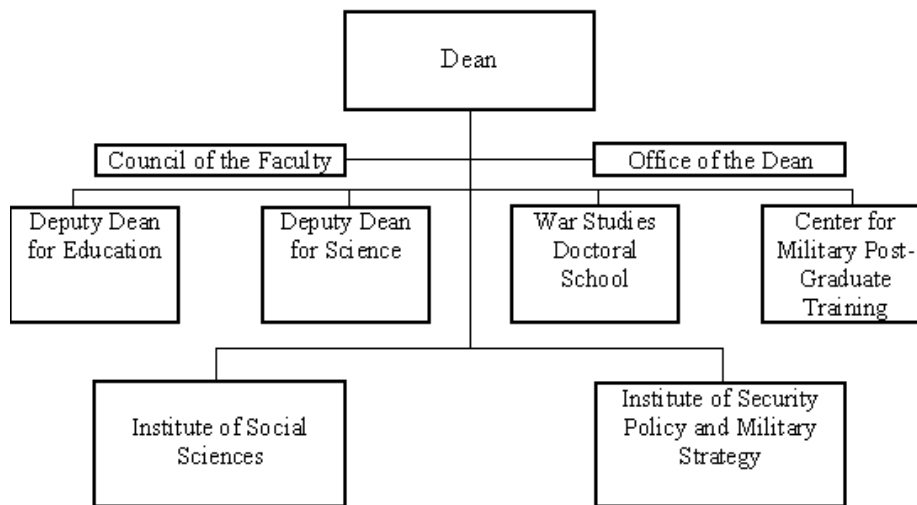 Dean
Council of the Faculty
Office of the Dean
Deputy Dean
for Education
Deputy Dean
for Science
War Studies
Doctoral
School
Center for
Military Post-
Graduate
Training
Institute of Social
Sciences
Institute of Security
Policy and Military
Strategy